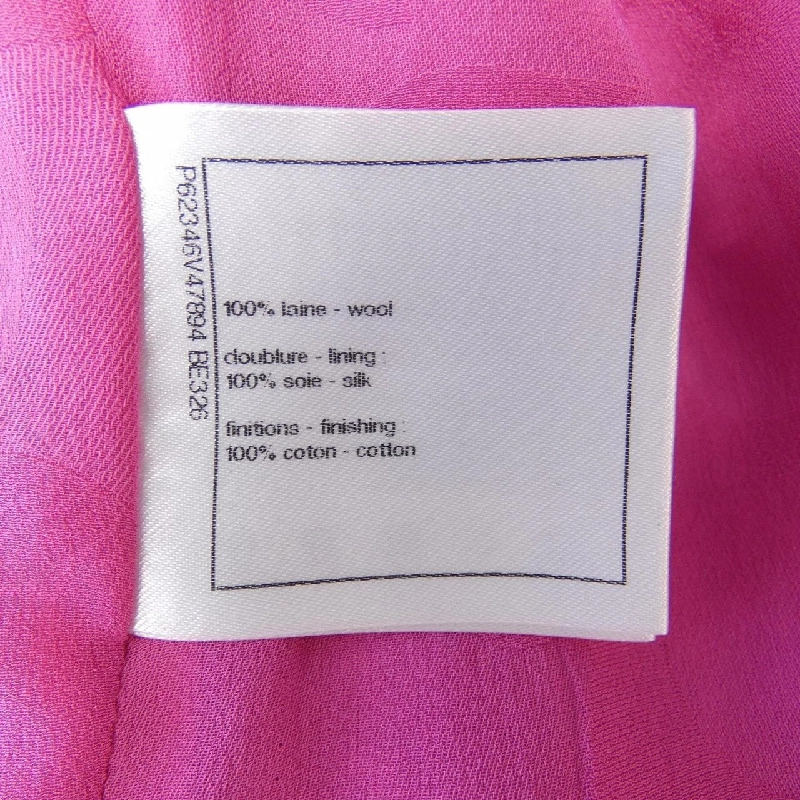 P62346V47894 BE326
100% laine - wool
doublure - lining :
100% soie - silk
finitions - finishing :
100% coton - cotton